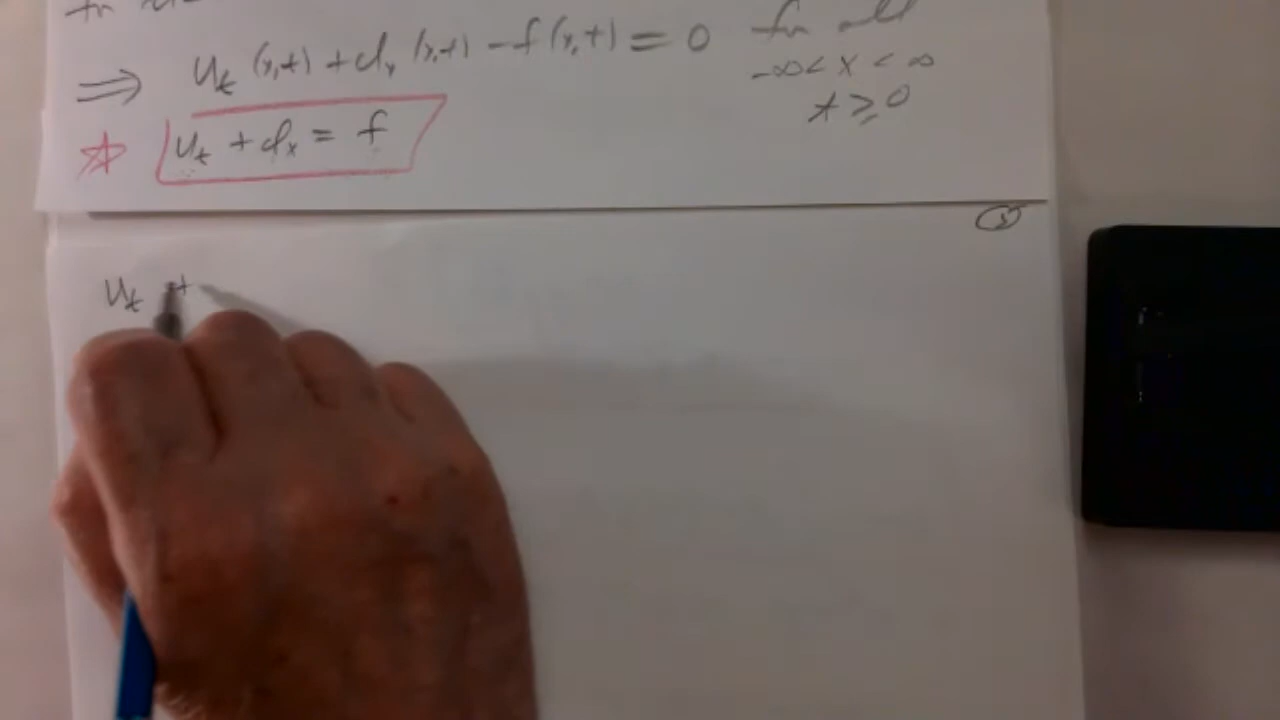 ⟹ u_t (x,t) + ϕ_x (x,t) - f(x,t) = 0 for all
-∞ < x < ∞
t ≥ 0
☆ u_t + ϕ_x = f
u_t +